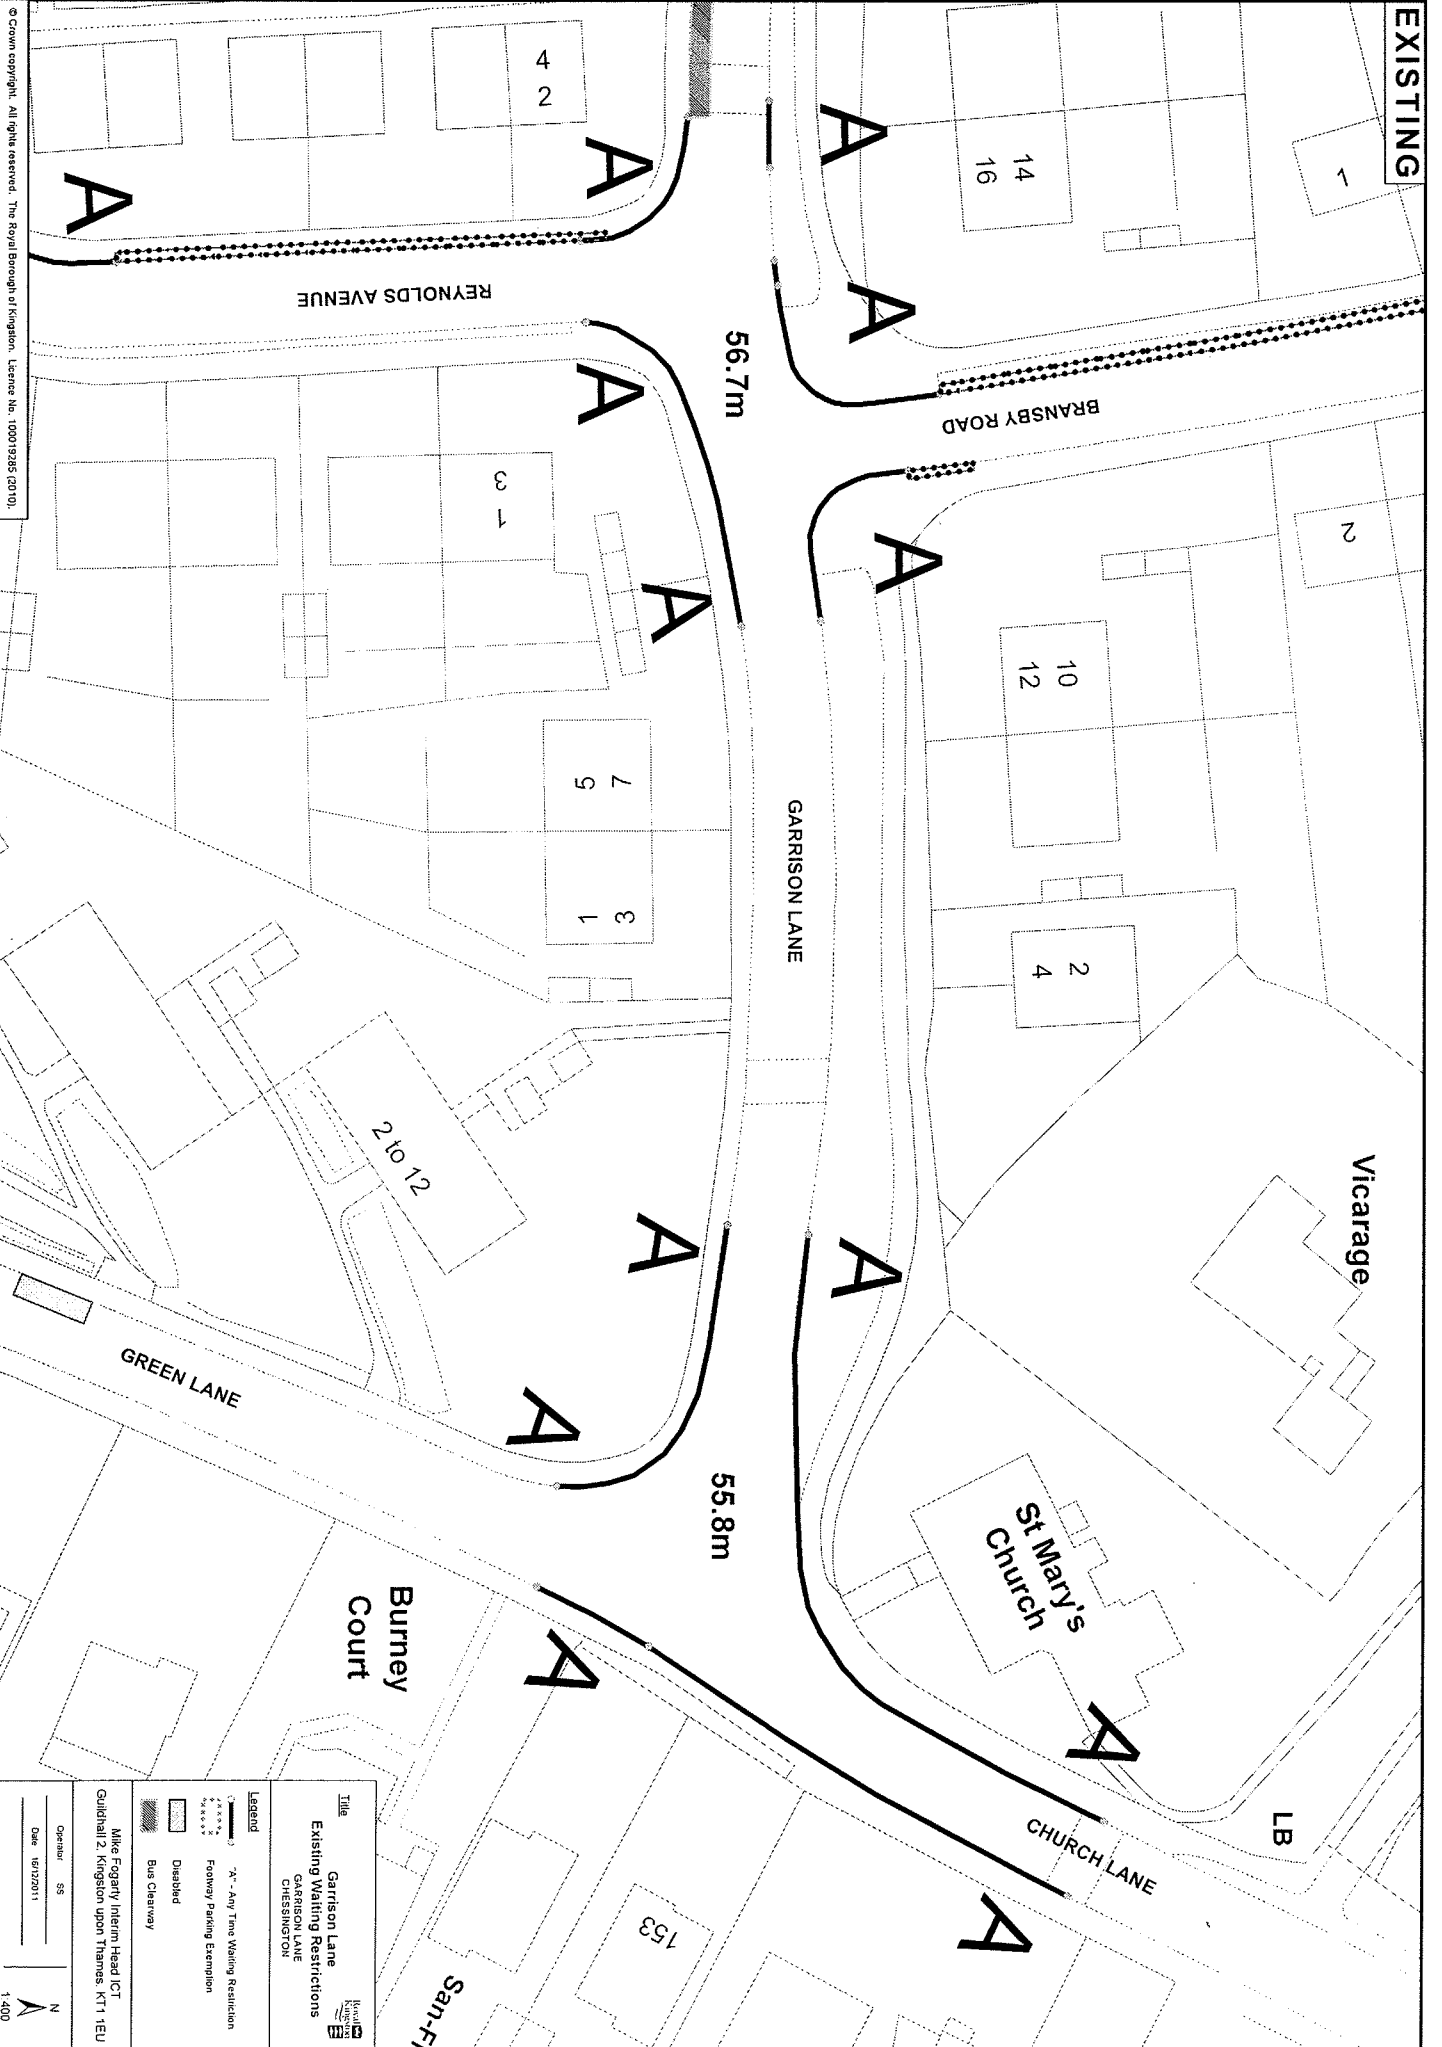 EXISTING
1
14
16
4
2
A
A
A
A
A
A
A
A
REYNOLDS AVENUE
56.7m
BRANSBY ROAD
3
1
2
10
12
5
7
1
3
GARRISON LANE
2
4
2 to 12
Vicarage
A
A
A
GREEN LANE
55.8m
St Mary's
Church
Burney
Court
A
A
A
LB
CHURCH LANE
153
San-F
Title
Garrison Lane
Existing Waiting Restrictions
GARRISON LANE
CHESSINGTON
Royal
Kingston
Legend
"A" - Any Time Waiting Restriction
Footway Parking Exemption
Disabled
Bus Clearway
Mike Fogarty Interim Head ICT
Guildhall 2, Kingston upon Thames, KT1 1EU
Operator SS
Date 16/12/2011
N
1:400
© Crown copyright. All rights reserved. The Royal Borough of Kingston. Licence No. 100019285 (2010).